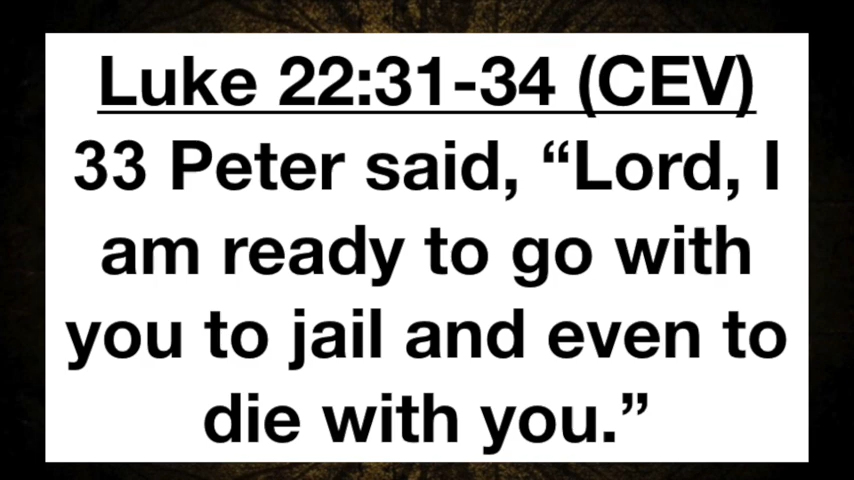 Luke 22:31-34 (CEV)
33 Peter said, “Lord, I
am ready to go with
you to jail and even to
die with you.”